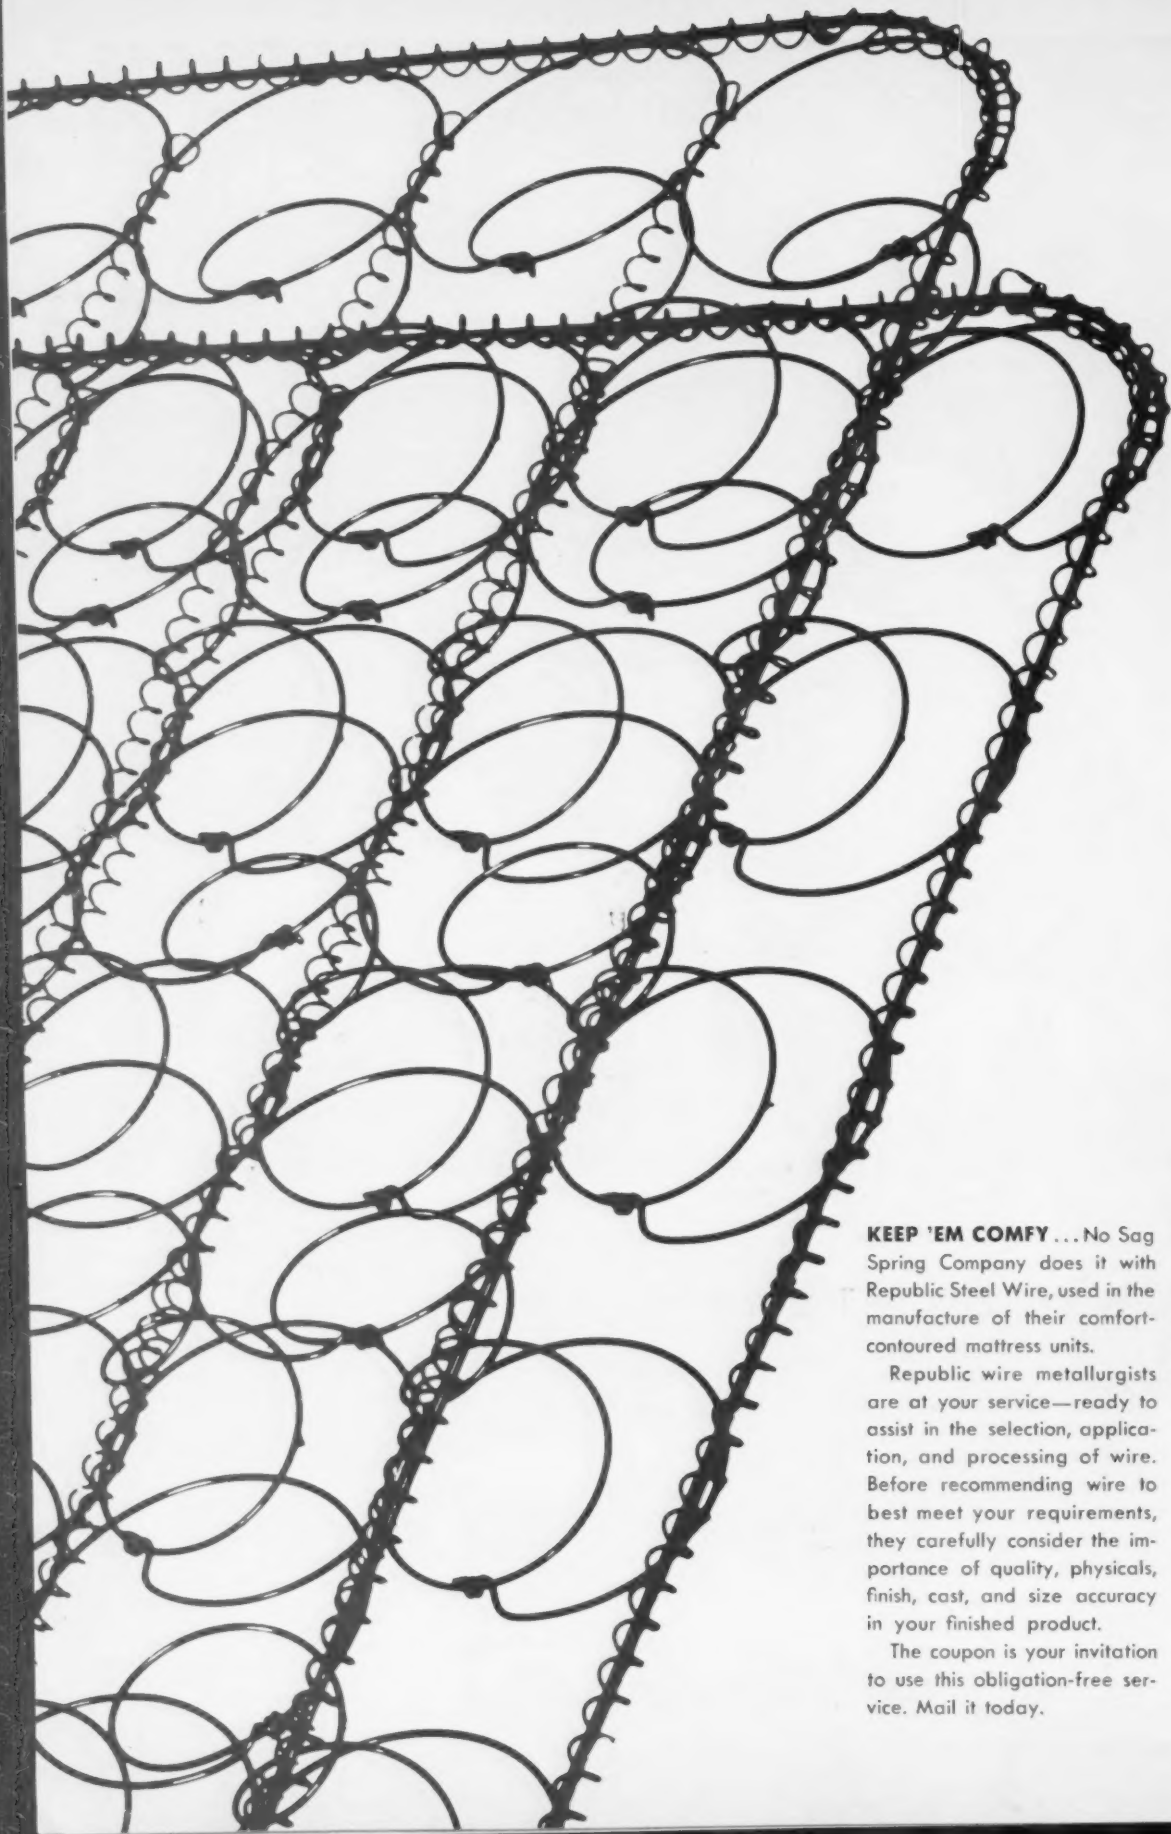 KEEP 'EM COMFY...No Sag
Spring Company does it with
Republic Steel Wire, used in the
manufacture of their comfort-
contoured mattress units.
Republic wire metallurgists
are at your service—ready to
assist in the selection, applica-
tion, and processing of wire.
Before recommending wire to
best meet your requirements,
they carefully consider the im-
portance of quality, physicals,
finish, cast, and size accuracy
in your finished product.
The coupon is your invitation
to use this obligation-free ser-
vice. Mail it today.